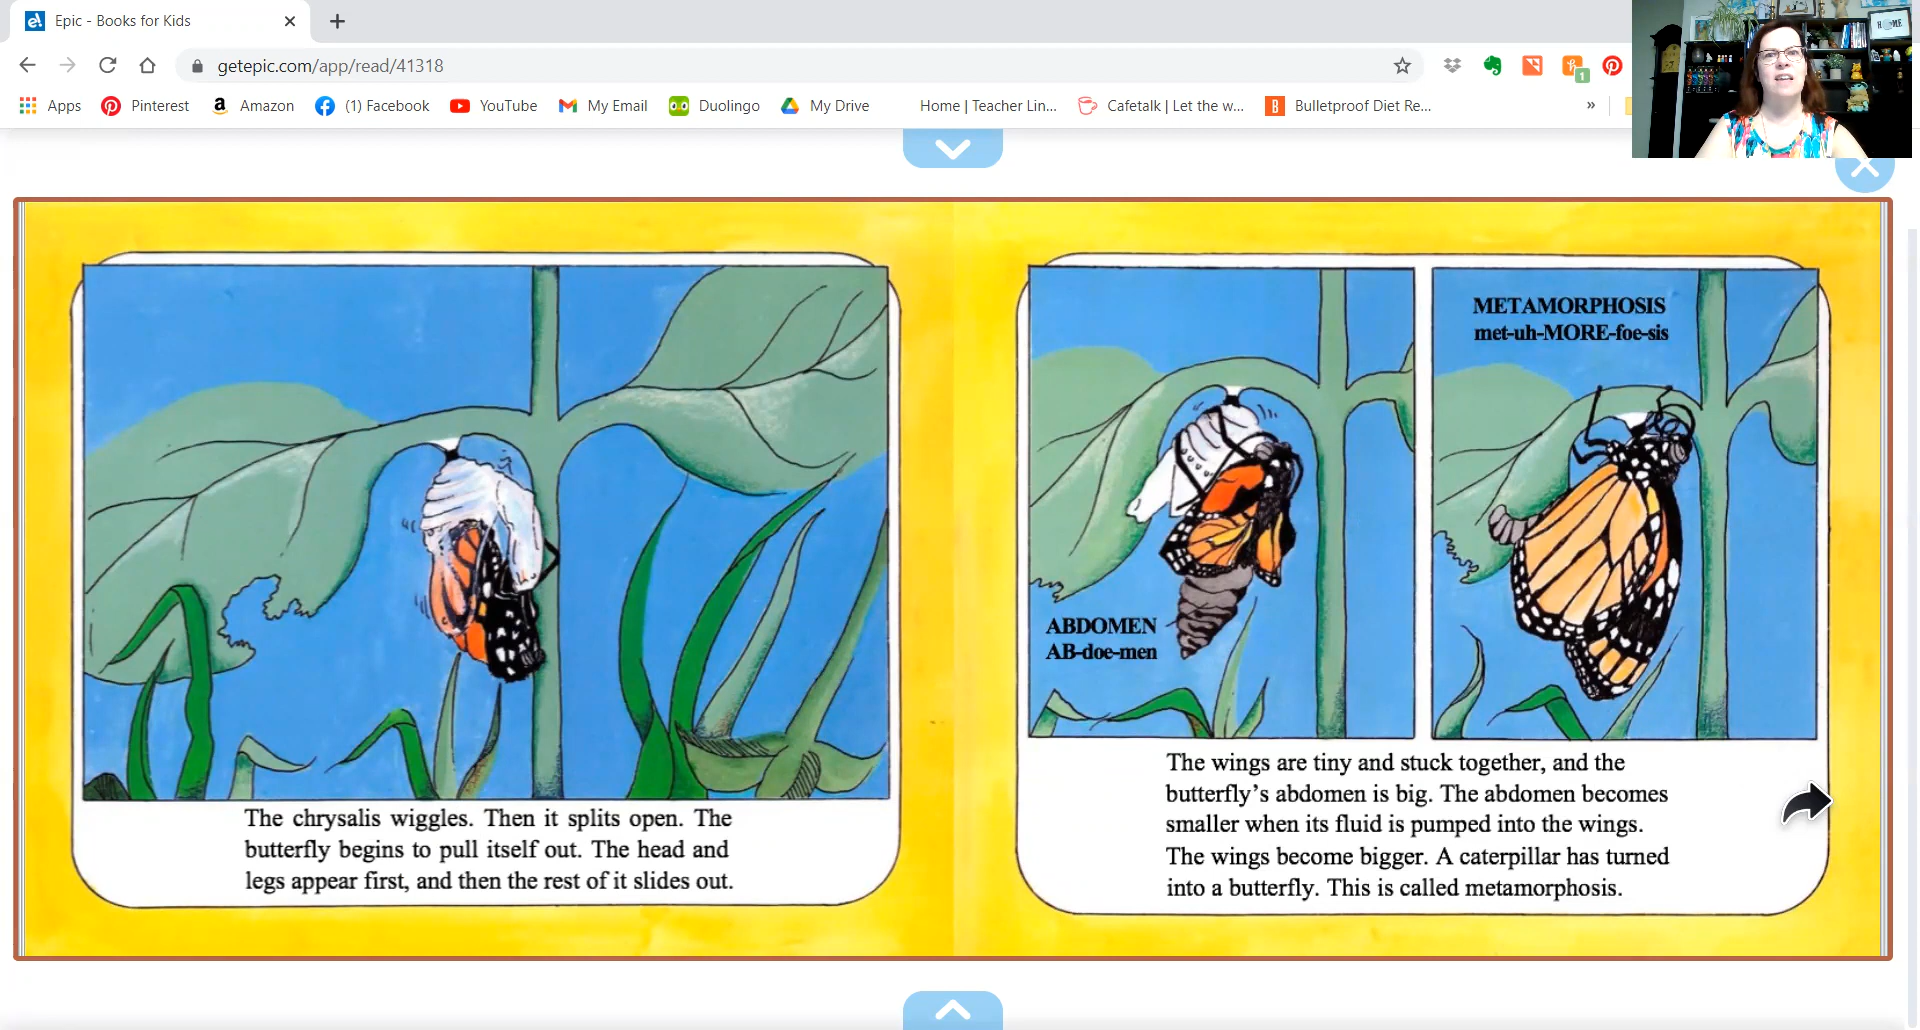 Epic - Books for Kids
getepic.com/app/read/41318
1
Apps Pinterest Amazon (1) Facebook YouTube My Email Duolingo My Drive Home | Teacher Lin... Cafetalk | Let the w... Bulletproof Diet Re... »
HOME
METAMORPHOSIS
met-uh-MORE-foe-sis
ABDOMEN
AB-doe-men
The chrysalis wiggles. Then it splits open. The
butterfly begins to pull itself out. The head and
legs appear first, and then the rest of it slides out.
The wings are tiny and stuck together, and the
butterfly’s abdomen is big. The abdomen becomes
smaller when its fluid is pumped into the wings.
The wings become bigger. A caterpillar has turned
into a butterfly. This is called metamorphosis.